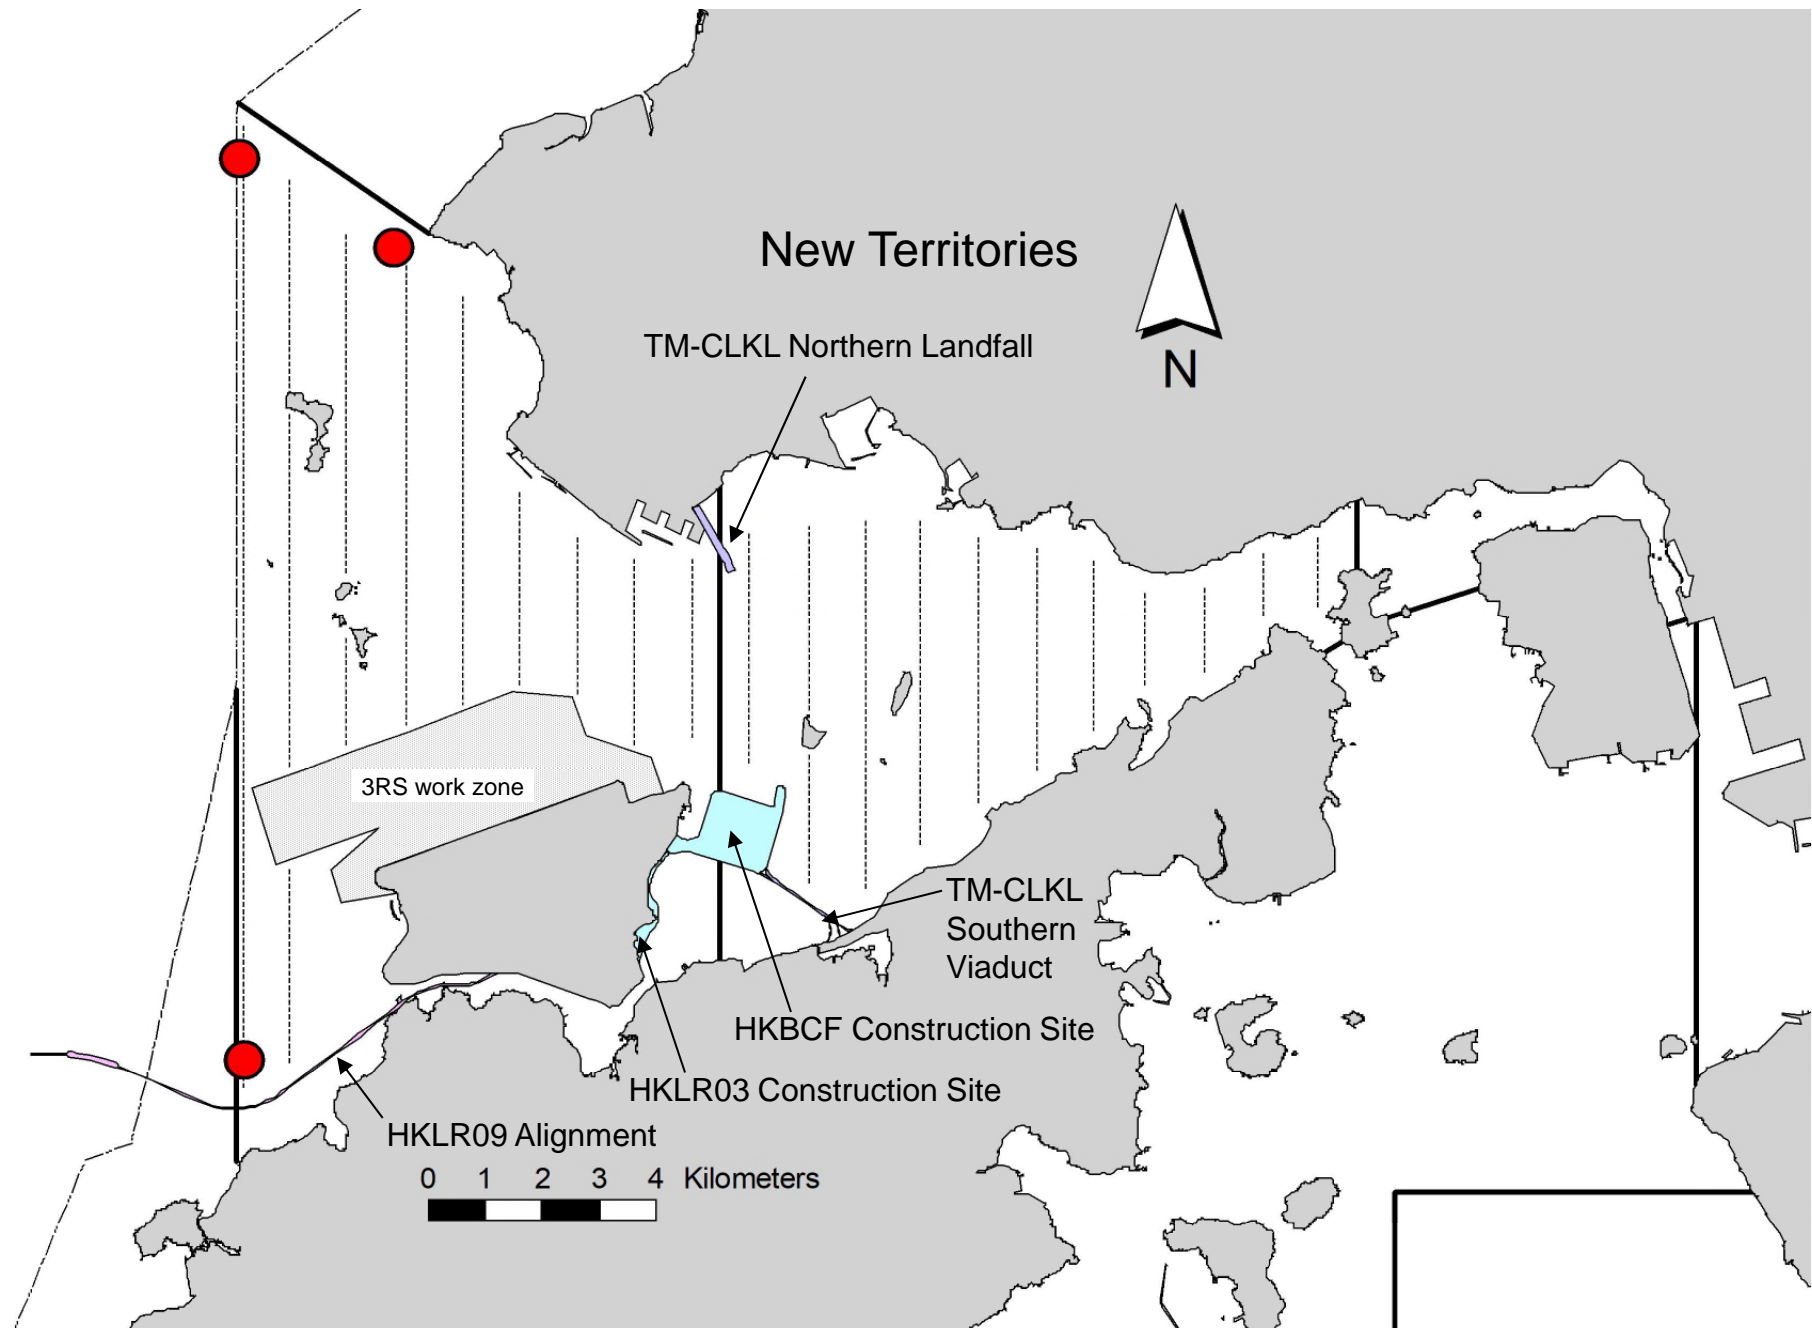 New Territories
TM-CLKL Northern Landfall
N
3RS work zone
TM-CLKL
Southern
Viaduct
HKBCF Construction Site
HKLR03 Construction Site
HKLR09 Alignment
0 1 2 3 4 Kilometers